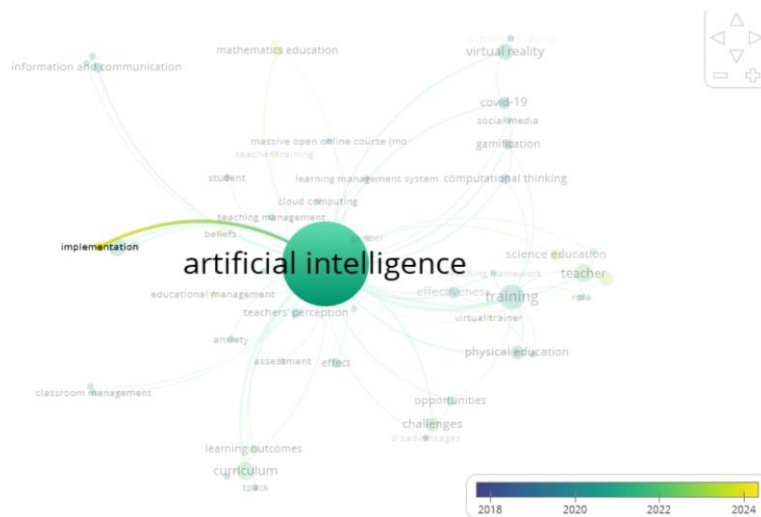 mathematics education
virtual reality
information and communication
covid-19
social media
massive open online course (mo
gamification
teacher training
student
learning management system
computational thinking
cloud computing
teaching management
beliefs
gender
implementation
science education
artificial intelligence
teacher
effectiveness
training
role
educational management
teachers' perception
virtual trainer
anxiety
physical education
assessment
effect
classroom management
opportunities
challenges
disadvantages
learning outcomes
curriculum
tpack
2018 2020 2022 2024